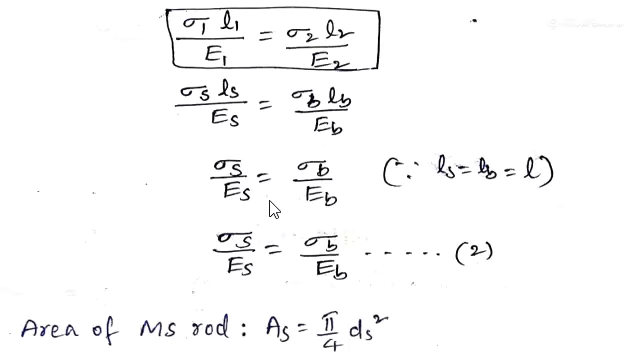 σ₁ l₁ / E₁ = σ₂ l₂ / E₂
σs ls / Es = σb lb / Eb
σs / Es = σb / Eb (∵ ls = lb = l)
σs / Es = σb / Eb ------ (2)
Area of MS rod : As = π/4 ds²